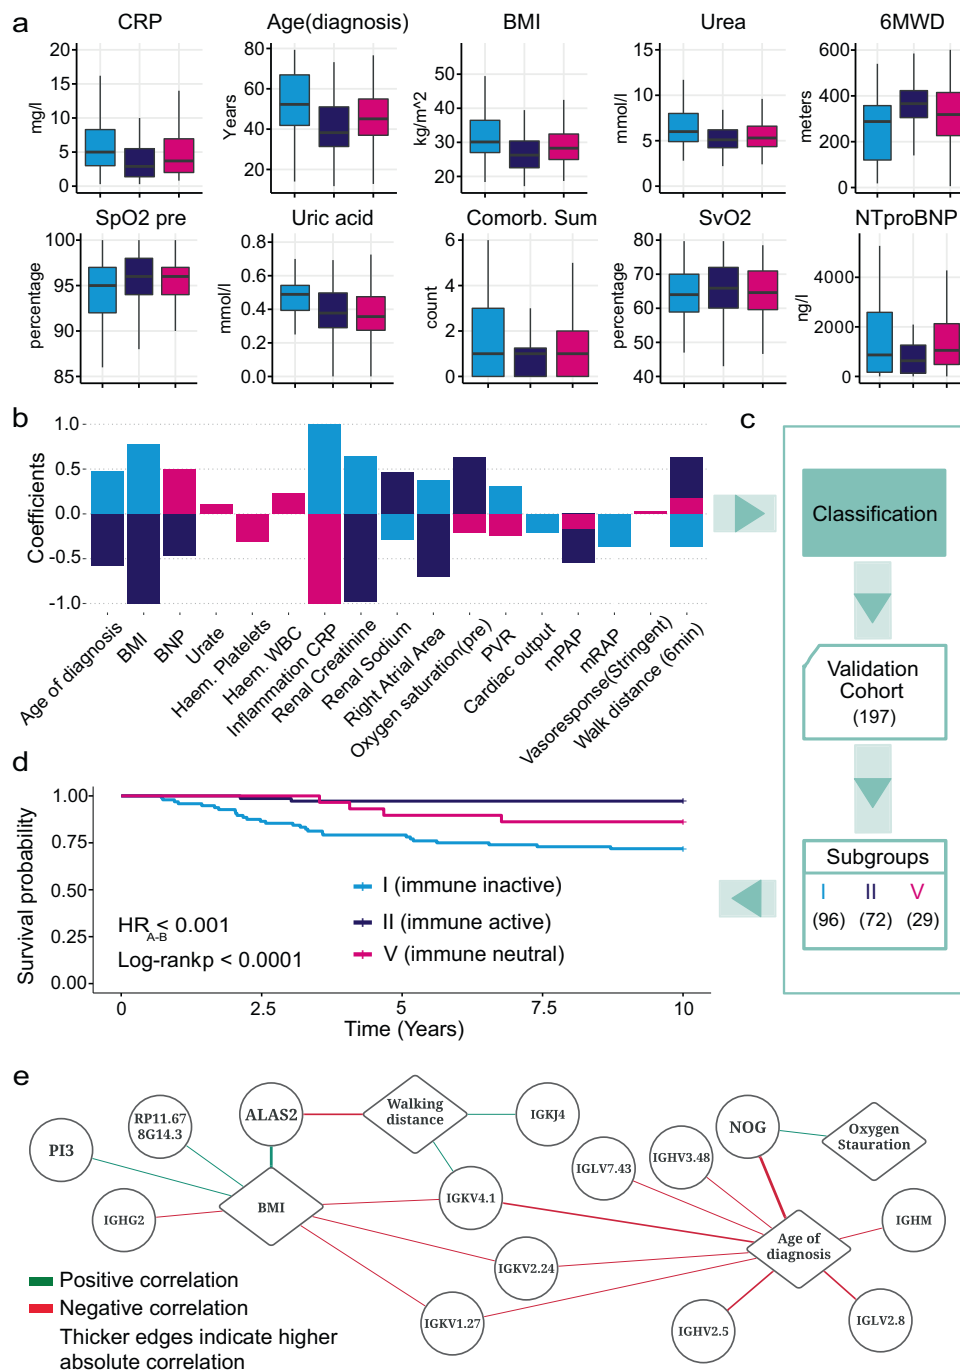 a
CRP
Age(diagnosis)
BMI
Urea
6MWD
mg/l
20
15
10
5
0
Years
80
60
40
20
0
kg/m^2
50
40
30
20
mmol/l
15
10
5
0
meters
600
400
200
0
SpO2 pre
Uric acid
Comorb. Sum
SvO2
NTproBNP
percentage
100
95
90
85
mmol/l
0.8
0.6
0.4
0.2
0.0
count
6
4
2
0
percentage
80
70
60
50
40
ng/l
4000
2000
0
b
Coefficients
1.0
0.5
0.0
-0.5
-1.0
Age of diagnosis
BMI
BNP
Urate
Haem. Platelets
Haem. WBC
Inflammation CRP
Renal Creatinine
Renal Sodium
Right Atrial Area
Oxygen saturation(pre)
PVR
Cardiac output
mPAP
mRAP
Vasoresponse(Stringent)
Walk distance (6min)
c
Classification
Validation
Cohort
(197)
Subgroups
I II V
(96) (72) (29)
d
Survival probability
1.00
0.75
0.50
0.25
0.00
I (immune inactive)
II (immune active)
V (immune neutral)
HR A-B < 0.001
Log-rankp < 0.0001
0 2.5 5 7.5 10
Time (Years)
e
PI3
RP11.67
8G14.3
ALAS2
Walking
distance
IGKJ4
NOG
Oxygen
Stauration
IGHG2
BMI
IGKV4.1
IGLV7.43
IGHV3.48
IGHM
Age of
diagnosis
IGKV2.24
IGKV1.27
IGHV2.5
IGLV2.8
Positive correlation
Negative correlation
Thicker edges indicate higher
absolute correlation